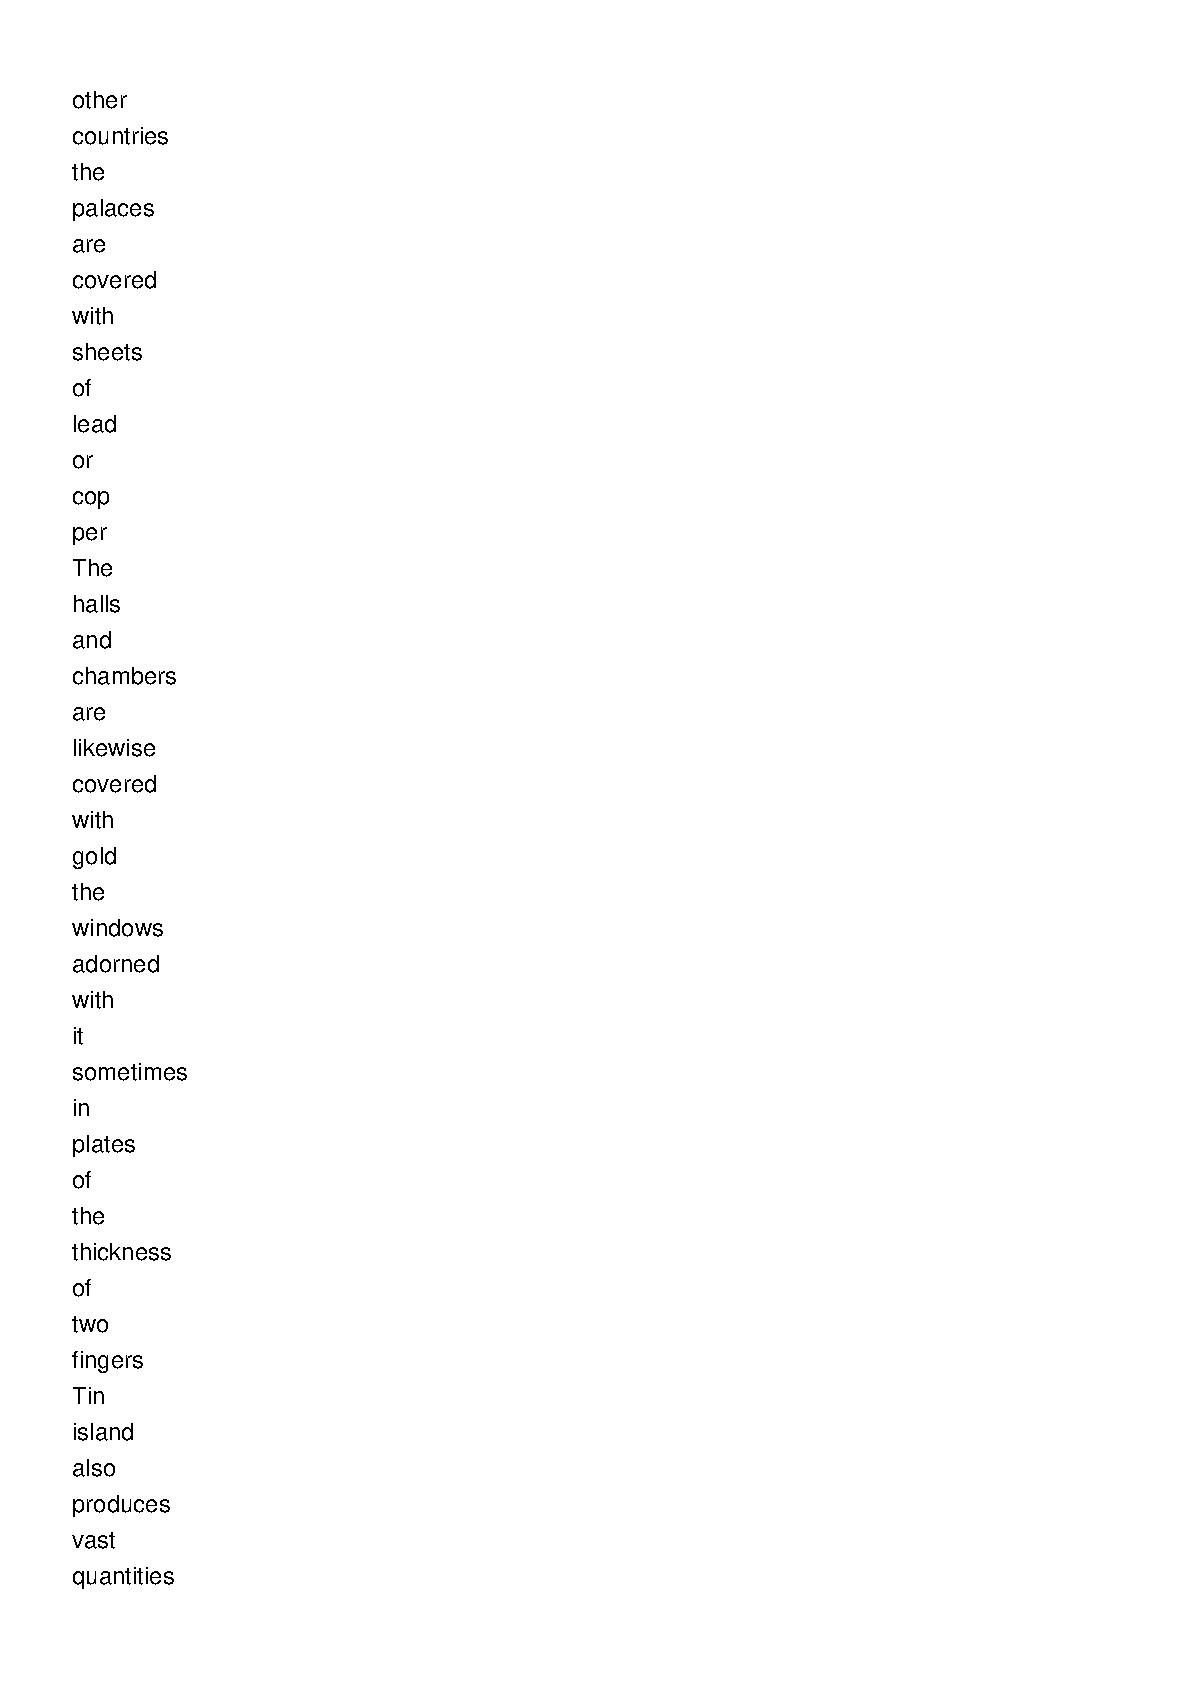 other
countries
the
palaces
are
covered
with
sheets
of
lead
or
cop
per
The
halls
and
chambers
are
likewise
covered
with
gold
the
windows
adorned
with
it
sometimes
in
plates
of
the
thickness
of
two
fingers
Tin
island
also
produces
vast
quantities